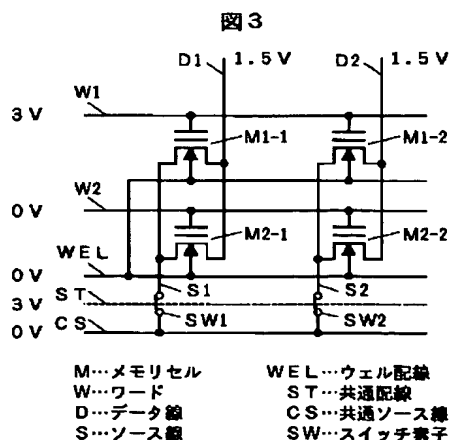 図3
D1 1.5V D2 1.5V
W1
3V
M1-1 M1-2
W2
0V
M2-1 M2-2
WEL
0V
S1 S2
ST
3V
SW1 SW2
CS
0V
M…メモリセル WEL…ウェル配線
W…ワード ST…共通配線
D…データ線 CS…共通ソース線
S…ソース線 SW…スイッチ素子